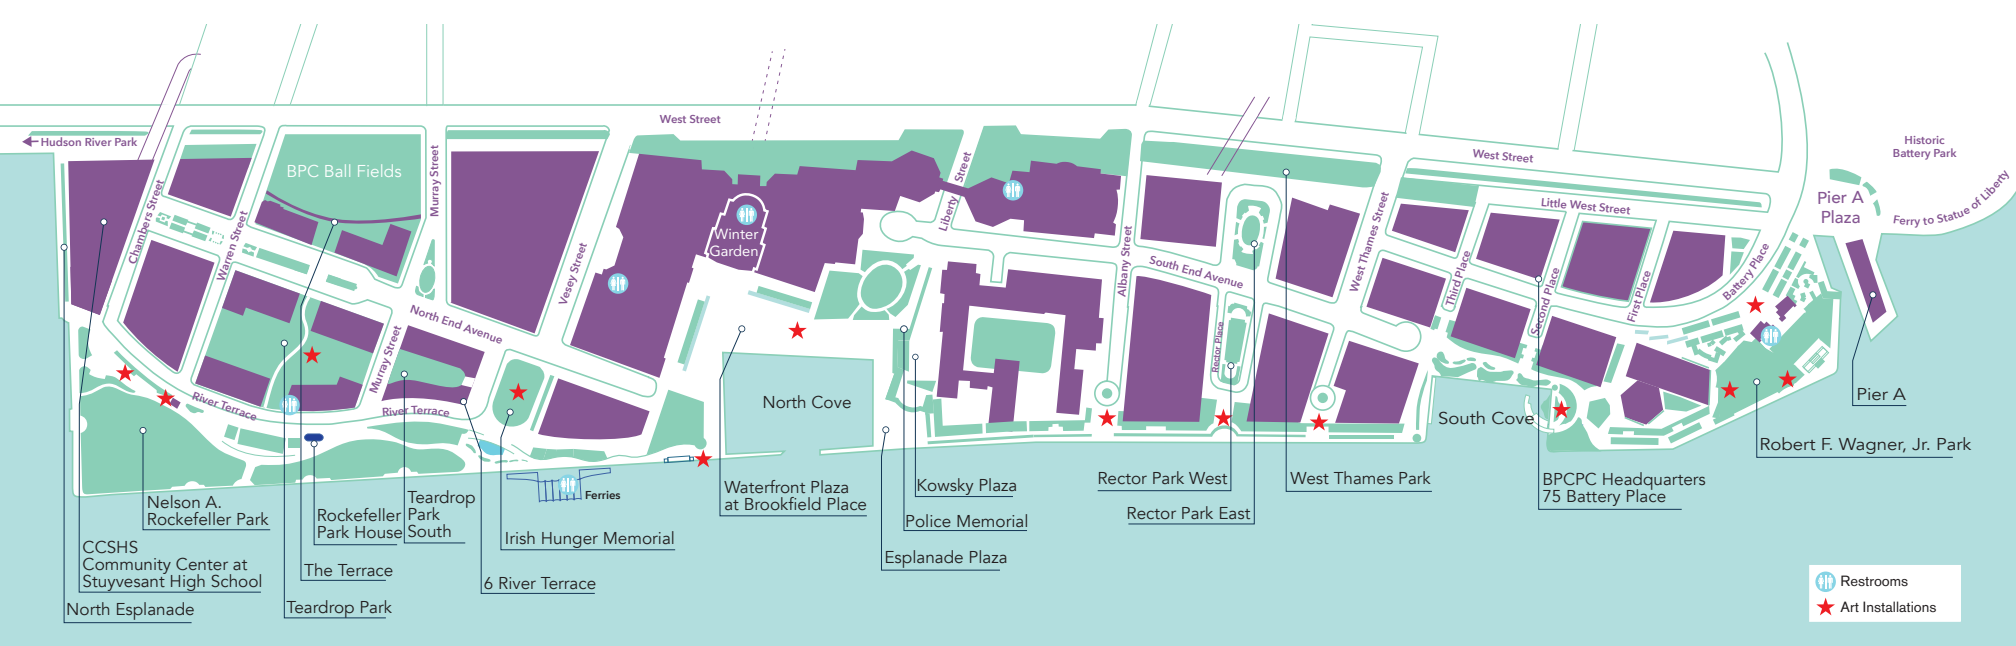 West Street
Hudson River Park
BPC Ball Fields
Chambers Street
Warren Street
Murray Street
North End Avenue
Murray Street
River Terrace
River Terrace
Vesey Street
Winter
Garden
Liberty Street
North Cove
Albany Street
South End Avenue
Rector Place
West Thames Street
West Street
Little West Street
Third Place
Second Place
First Place
Battery Place
South Cove
Historic
Battery Park
Pier A
Plaza
Ferry to Statue of Liberty
Pier A
Robert F. Wagner, Jr. Park
BPCPC Headquarters
75 Battery Place
West Thames Park
Rector Park West
Rector Park East
Kowsky Plaza
Police Memorial
Esplanade Plaza
Waterfront Plaza
at Brookfield Place
Ferries
Irish Hunger Memorial
6 River Terrace
Teardrop
Park
South
Rockefeller
Park House
The Terrace
Teardrop Park
Nelson A.
Rockefeller Park
CCSHS
Community Center at
Stuyvesant High School
North Esplanade
Restrooms
Art Installations